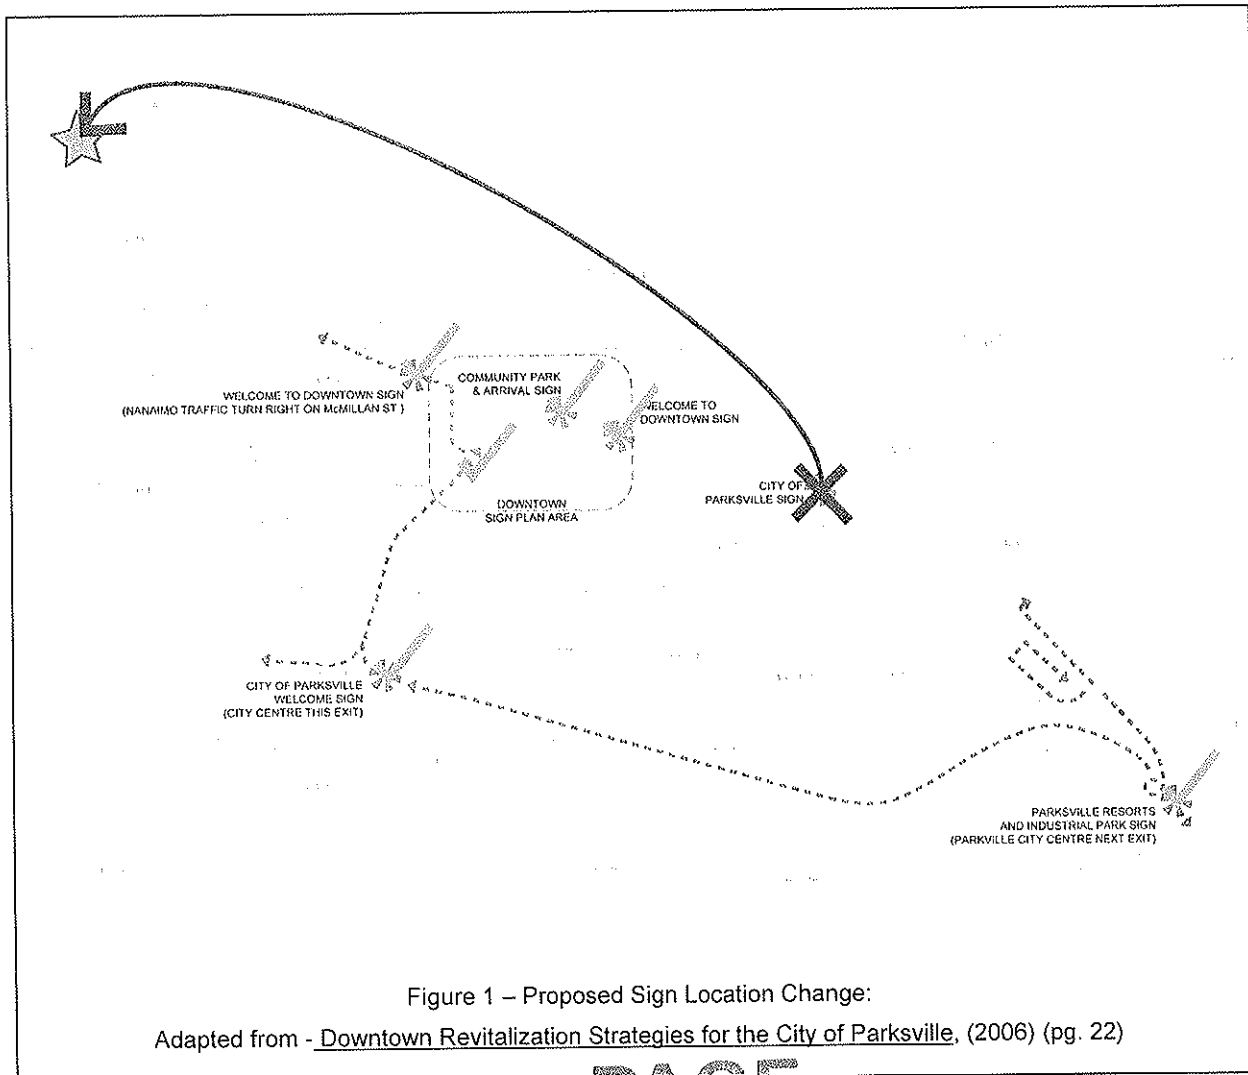 WELCOME TO DOWNTOWN SIGN
(NANAIMO TRAFFIC TURN RIGHT ON McMILLAN ST )
COMMUNITY PARK
& ARRIVAL SIGN
WELCOME TO
DOWNTOWN SIGN
CITY OF
PARKSVILLE SIGN
DOWNTOWN
SIGN PLAN AREA
CITY OF PARKSVILLE
WELCOME SIGN
(CITY CENTRE THIS EXIT)
PARKSVILLE RESORTS
AND INDUSTRIAL PARK SIGN
(PARKVILLE CITY CENTRE NEXT EXIT)
Figure 1 – Proposed Sign Location Change:
Adapted from - Downtown Revitalization Strategies for the City of Parksville, (2006) (pg. 22)
PAGE